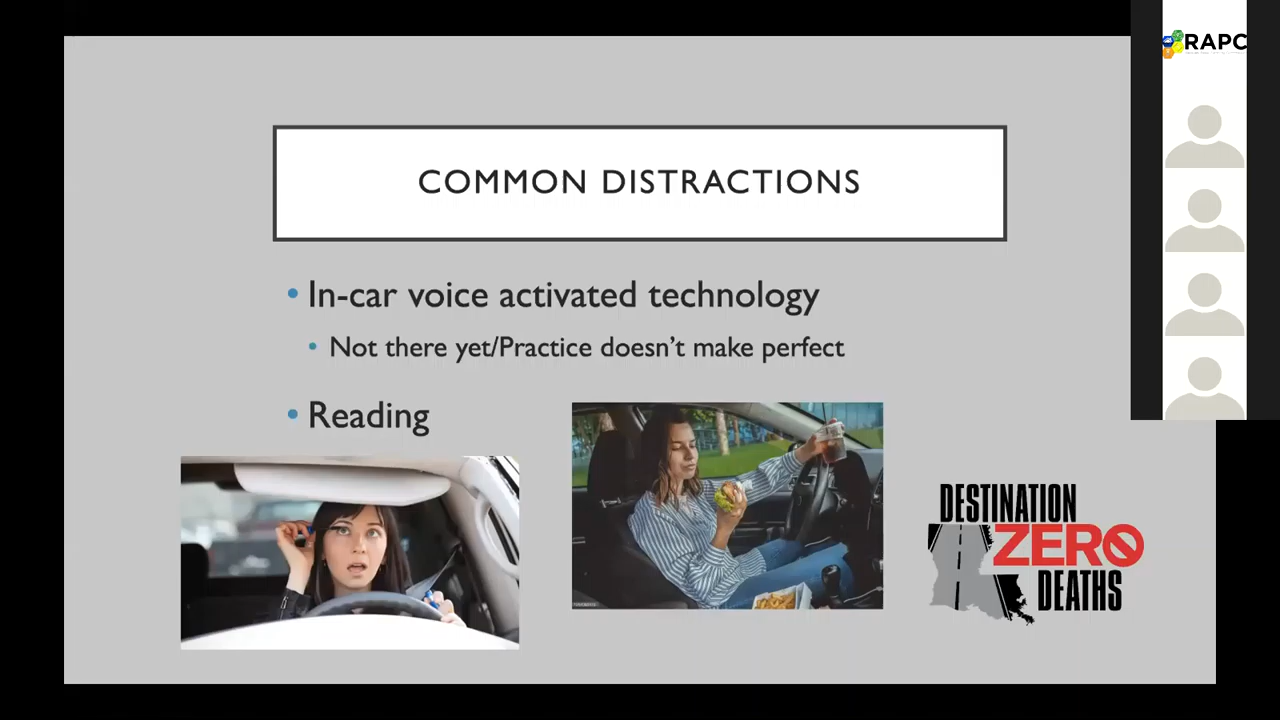 RAPC
COMMON DISTRACTIONS
In-car voice activated technology
Not there yet/Practice doesn't make perfect
Reading
DESTINATION
ZERO
DEATHS